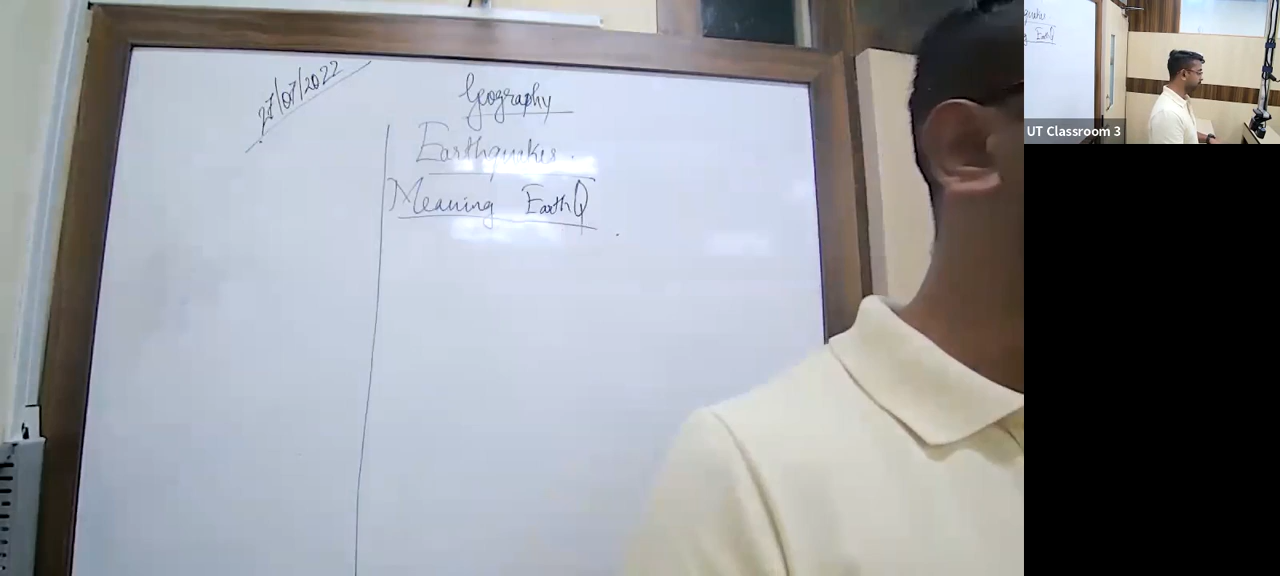 27/07/2022
Geography
Earthquakes.
Meaning EarthQ
UT Classroom 3